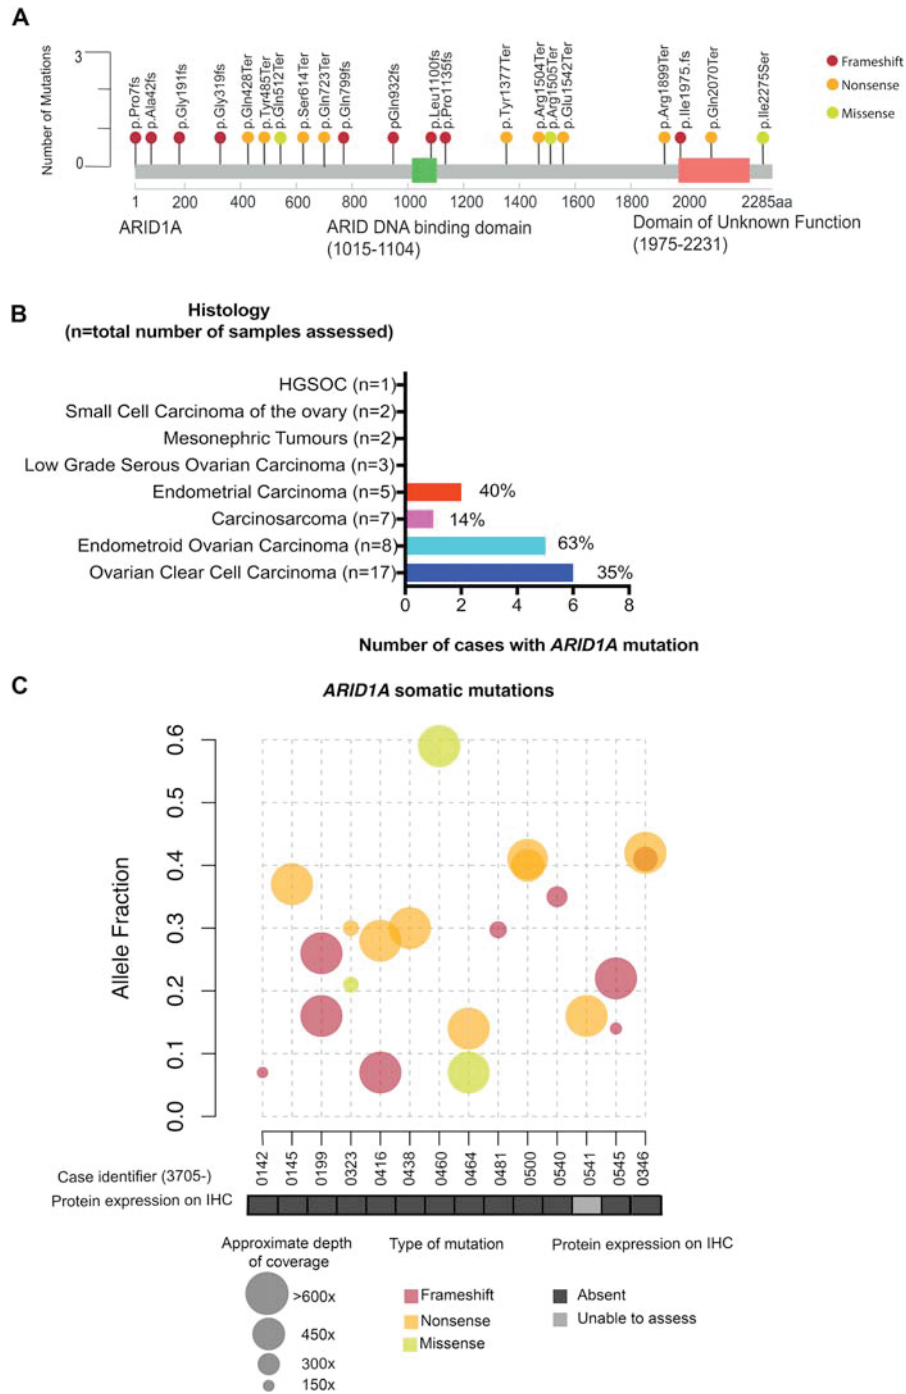 A
Number of Mutations
3
0
p.Pro7fs
p.Ala42fs
p.Gly191fs
p.Gly319fs
p.Gln428Ter
p.Tyr485Ter
p.Gln512Ter
p.Ser614Ter
p.Gln723Ter
p.Gln799fs
pGln932fs
p.Leu1100fs
p.Pro1135fs
p.Tyr1377Ter
p.Arg1504Ter
p.Arg1505Ter
p.Glu1542Ter
p.Arg1899Ter
p.Ile1975.fs
p.Gln2070Ter
p.Ile2275Ser
Frameshift
Nonsense
Missense
1 200 400 600 800 1000 1200 1400 1600 1800 2000 2285aa
ARID1A
ARID DNA binding domain
(1015-1104)
Domain of Unknown Function
(1975-2231)
B
Histology
(n=total number of samples assessed)
HGSOC (n=1)
Small Cell Carcinoma of the ovary (n=2)
Mesonephric Tumours (n=2)
Low Grade Serous Ovarian Carcinoma (n=3)
Endometrial Carcinoma (n=5) 40%
Carcinosarcoma (n=7) 14%
Endometroid Ovarian Carcinoma (n=8) 63%
Ovarian Clear Cell Carcinoma (n=17) 35%
0 2 4 6 8
Number of cases with ARID1A mutation
C
ARID1A somatic mutations
Allele Fraction
0.6
0.5
0.4
0.3
0.2
0.1
0.0
Case identifier (3705-)
0142 0145 0199 0323 0416 0438 0460 0464 0481 0500 0540 0541 0545 0346
Protein expression on IHC
Approximate depth
of coverage
>600x
450x
300x
150x
Type of mutation
Frameshift
Nonsense
Missense
Protein expression on IHC
Absent
Unable to assess